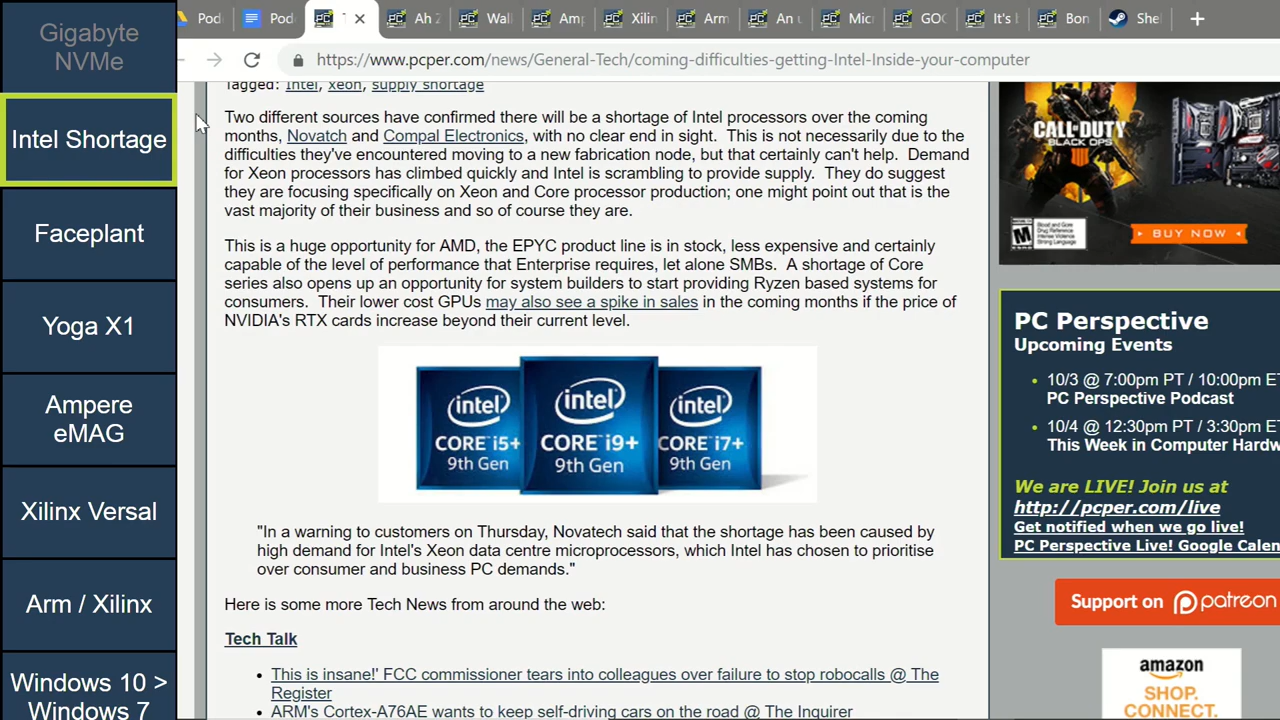 Gigabyte
NVMe
Intel Shortage
Faceplant
Yoga X1
Ampere
eMAG
Xilinx Versal
Arm / Xilinx
Windows 10 >
Windows 7
Pod
Pod
Ah Z
Wal
Amp
Xilin
Arm
An u
Micr
GOO
It's
Bon
Shel
https://www.pcper.com/news/General-Tech/coming-difficulties-getting-Intel-Inside-your-computer
Tagged: Intel, xeon, supply shortage
Two different sources have confirmed there will be a shortage of Intel processors over the coming
months, Novatch and Compal Electronics, with no clear end in sight. This is not necessarily due to the
difficulties they've encountered moving to a new fabrication node, but that certainly can't help. Demand
for Xeon processors has climbed quickly and Intel is scrambling to provide supply. They do suggest
they are focusing specifically on Xeon and Core processor production; one might point out that is the
vast majority of their business and so of course they are.
This is a huge opportunity for AMD, the EPYC product line is in stock, less expensive and certainly
capable of the level of performance that Enterprise requires, let alone SMBs. A shortage of Core
series also opens up an opportunity for system builders to start providing Ryzen based systems for
consumers. Their lower cost GPUs may also see a spike in sales in the coming months if the price of
NVIDIA's RTX cards increase beyond their current level.
intel intel intel
CORE i5+ CORE i9+ CORE i7+
9th Gen 9th Gen 9th Gen
"In a warning to customers on Thursday, Novatech said that the shortage has been caused by
high demand for Intel's Xeon data centre microprocessors, which Intel has chosen to prioritise
over consumer and business PC demands."
Here is some more Tech News from around the web:
Tech Talk
• This is insane!' FCC commissioner tears into colleagues over failure to stop robocalls @ The
Register
• ARM's Cortex-A76AE wants to keep self-driving cars on the road @ The Inquirer
CALL OF DUTY
BLACK OPS
M
BUY NOW
PC Perspective
Upcoming Events
• 10/3 @ 7:00pm PT / 10:00pm E
PC Perspective Podcast
• 10/4 @ 12:30pm PT / 3:30pm E
This Week in Computer Hardw
We are LIVE! Join us at
http://pcper.com/live
Get notified when we go live!
PC Perspective Live! Google Calen
Support on patreon
amazon
SHOP.
CONNECT.